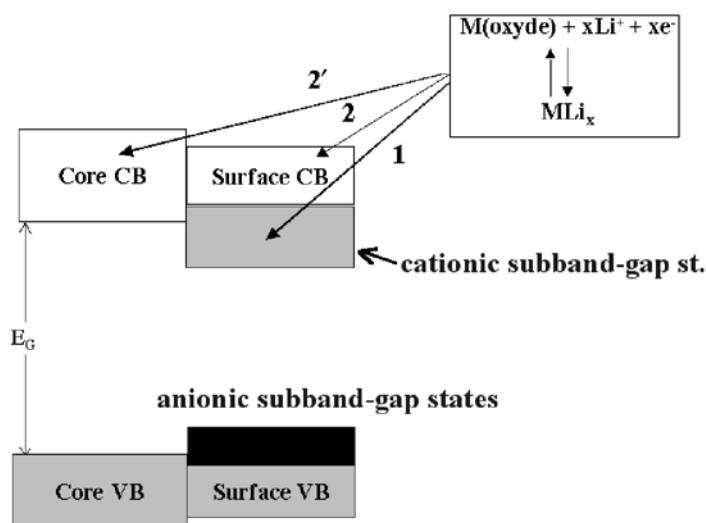 M(oxyde) + xLi⁺ + xe⁻
MLiₓ
2′
2
1
Core CB
Surface CB
cationic subband-gap st.
E_G
anionic subband-gap states
Core VB
Surface VB